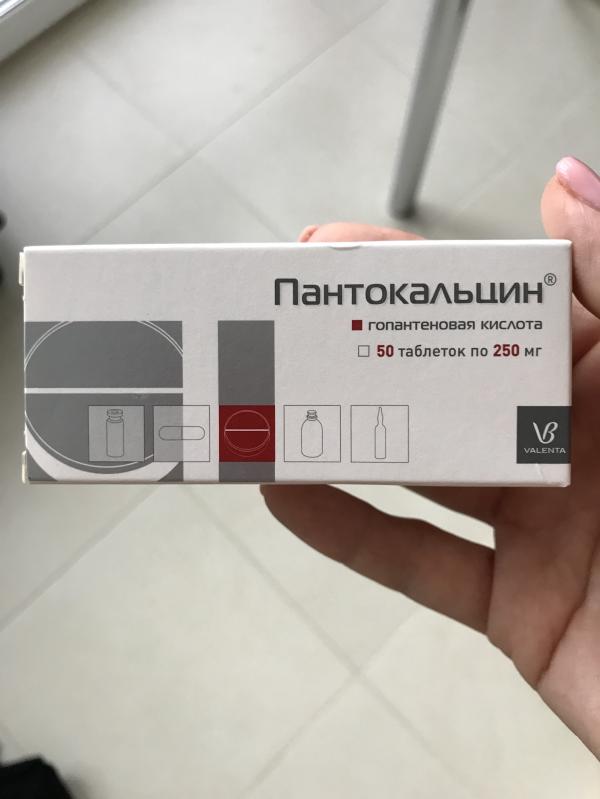 Пантокальцин®
гопантеновая кислота
50 таблеток по 250 мг
VALENTA